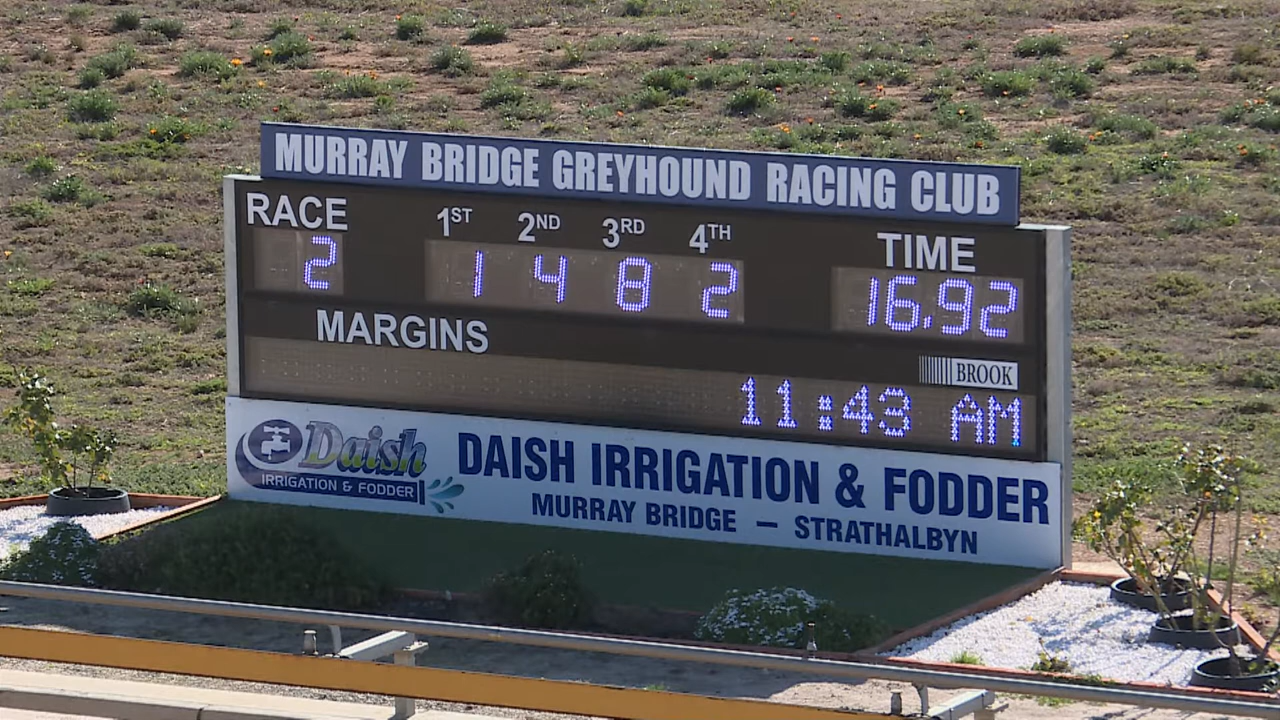 MURRAY BRIDGE GREYHOUND RACING CLUB
RACE 1ST 2ND 3RD 4TH TIME
2 1 4 8 2 16.92
MARGINS
BROOK
11:43 AM
Daish
IRRIGATION & FODDER
DAISH IRRIGATION & FODDER
MURRAY BRIDGE – STRATHALBYN